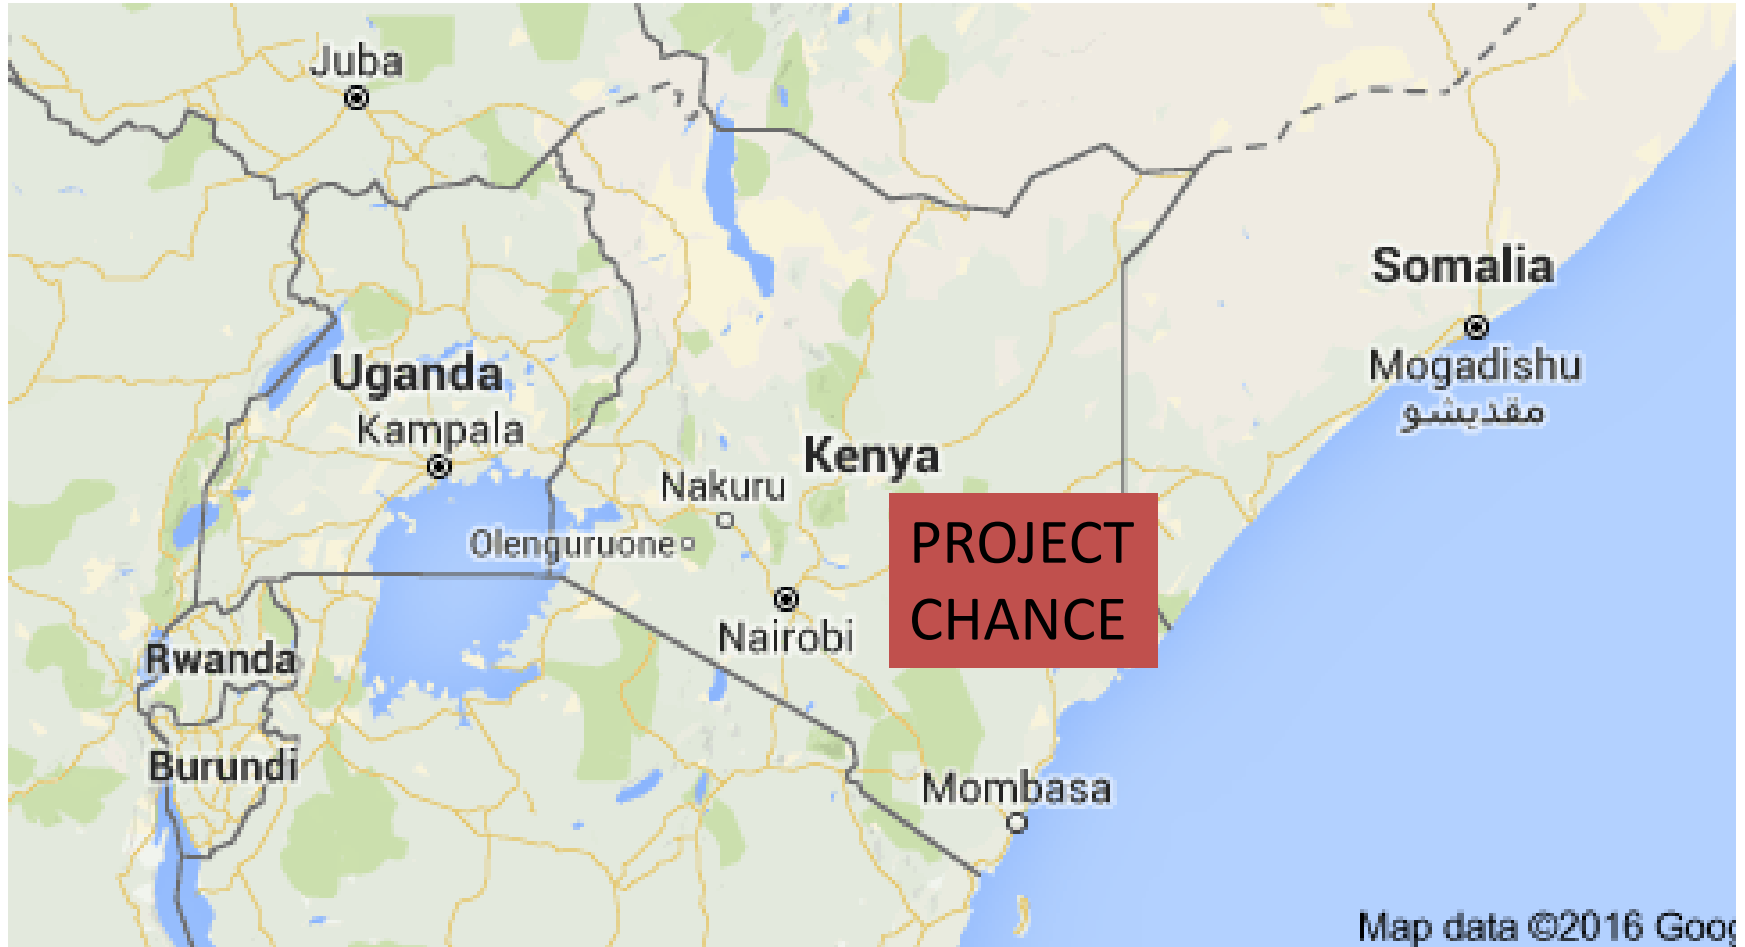 Juba
?
Somalia
Mogadishu
مقديشو
Uganda
Kampala
Kenya
Nakuru
Olenguruone
PROJECT
CHANCE
Nairobi
Rwanda
Burundi
Mombasa
Map data ©2016 Goog